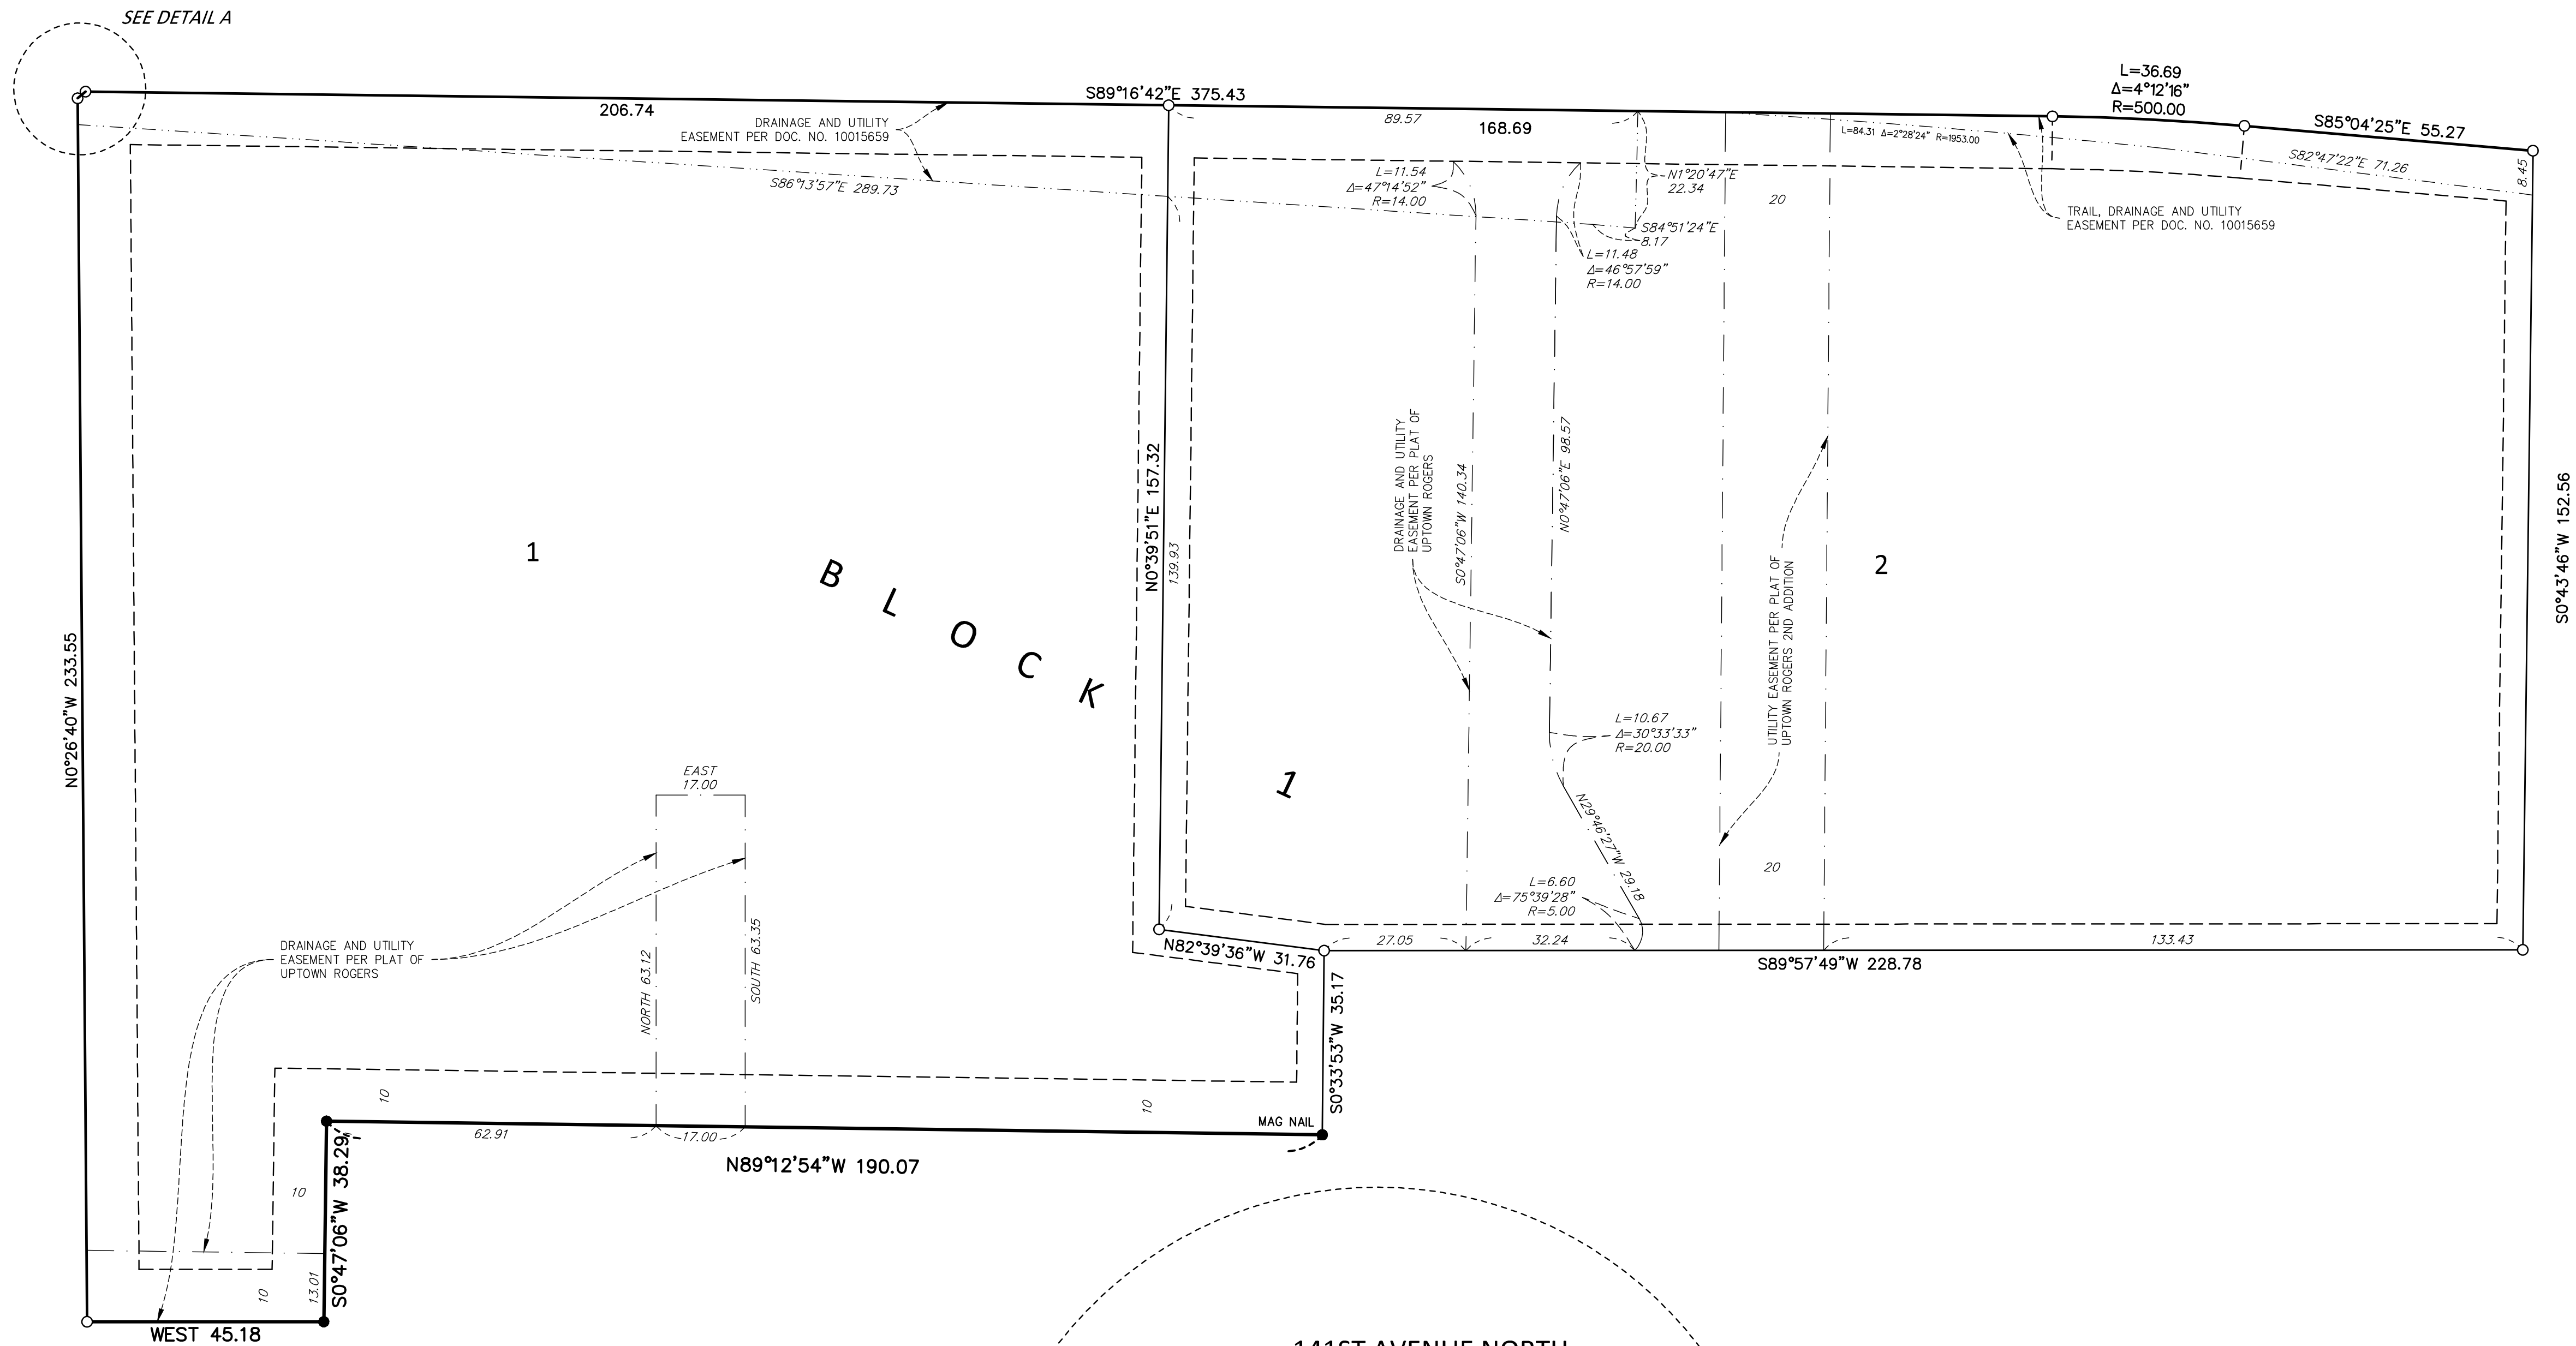 SEE DETAIL A
S89°16'42"E 375.43
206.74
DRAINAGE AND UTILITY
EASEMENT PER DOC. NO. 10015659
S86°13'57"E 289.73
89.57
168.69
L=36.69
Δ=4°12'16"
R=500.00
S85°04'25"E 55.27
L=84.31 Δ=2°28'24" R=1953.00
S82°47'22"E 71.26
8.45
L=11.54
Δ=47°14'52"
R=14.00
N1°20'47"E
22.34
20
S84°51'24"E
8.17
L=11.48
Δ=46°57'59"
R=14.00
TRAIL, DRAINAGE AND UTILITY
EASEMENT PER DOC. NO. 10015659
N0°26'40"W 233.55
1
BLOCK
1
2
N0°39'51"E 157.32
139.93
DRAINAGE AND UTILITY
EASEMENT PER PLAT OF
UPTOWN ROGERS
S0°47'06"W 140.34
N0°47'06"E 98.57
UTILITY EASEMENT PER PLAT OF
UPTOWN ROGERS 2ND ADDITION
S0°43'46"W 152.56
L=10.67
Δ=30°33'33"
R=20.00
N29°46'27"W 29.18
L=6.60
Δ=75°39'28"
R=5.00
20
EAST
17.00
NORTH 63.12
SOUTH 63.35
DRAINAGE AND UTILITY
EASEMENT PER PLAT OF
UPTOWN ROGERS
N82°39'36"W 31.76
27.05
32.24
133.43
S89°57'49"W 228.78
S0°33'53"W 35.17
10
10
MAG NAIL
62.91
17.00
N89°12'54"W 190.07
10
S0°47'06"W 38.29
13.01
10
WEST 45.18
141ST AVENUE NORTH